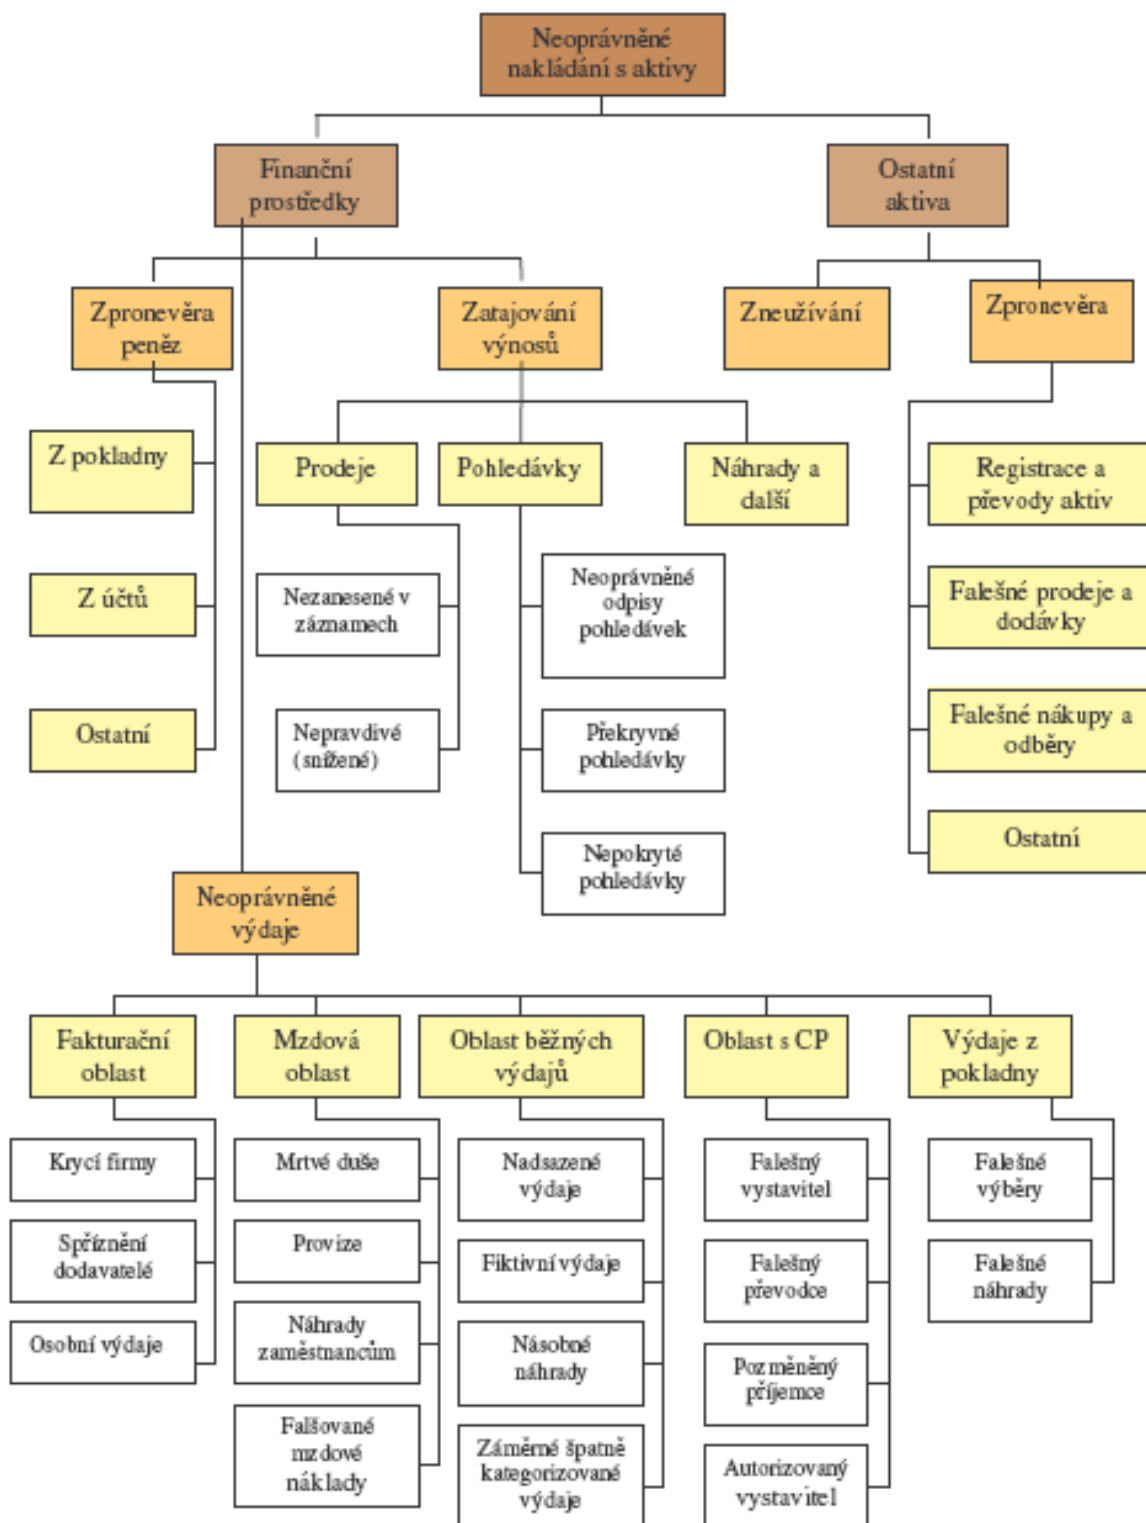 Neoprávněné
nakládání s aktivy
Finanční
prostředky
Ostatní
aktiva
Zpronevěra
peněz
Zatajování
výnosů
Zneužívání
Zpronevěra
Z pokladny
Z účtů
Ostatní
Prodeje
Nezanesené v
záznamech
Nepravdivé
(snížené)
Pohledávky
Neoprávněné
odpisy
pohledávek
Překryvné
pohledávky
Nepokryté
pohledávky
Náhrady a
další
Registrace a
převody aktiv
Falešné prodeje a
dodávky
Falešné nákupy a
odběry
Ostatní
Neoprávněné
výdaje
Fakturační
oblast
Krycí firmy
Spříznění
dodavatelé
Osobní výdaje
Mzdová
oblast
Mrtvé duše
Provize
Náhrady
zaměstnancům
Falšované
mzdové
náklady
Oblast běžných
výdajů
Nadsazené
výdaje
Fiktivní výdaje
Násobné
náhrady
Záměrné špatně
kategorizované
výdaje
Oblast s CP
Falešný
vystavitel
Falešný
převodce
Pozměněný
příjemce
Autorizovaný
vystavitel
Výdaje z
pokladny
Falešné
výběry
Falešné
náhrady